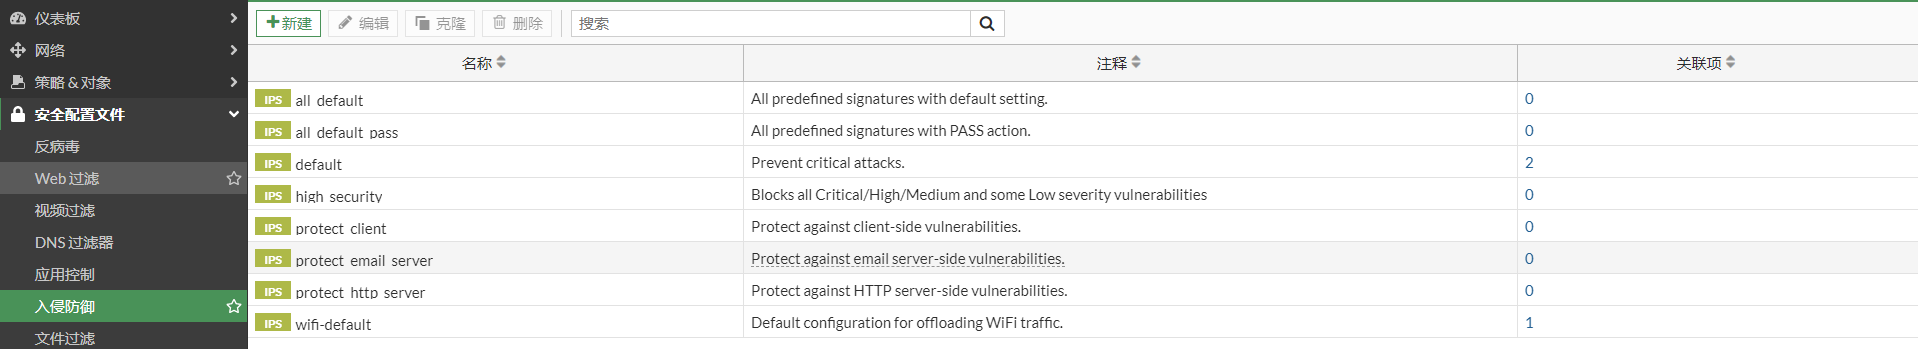 仪表板
网络
策略 & 对象
安全配置文件
反病毒
Web 过滤
视频过滤
DNS 过滤器
应用控制
入侵防御
文件过滤
新建 编辑 克隆 删除 搜索
名称 注释 关联项
IPS all_default All predefined signatures with default setting. 0
IPS all_default_pass All predefined signatures with PASS action. 0
IPS default Prevent critical attacks. 2
IPS high_security Blocks all Critical/High/Medium and some Low severity vulnerabilities 0
IPS protect_client Protect against client-side vulnerabilities. 0
IPS protect_email_server Protect against email server-side vulnerabilities. 0
IPS protect_http_server Protect against HTTP server-side vulnerabilities. 0
IPS wifi-default Default configuration for offloading WiFi traffic. 1